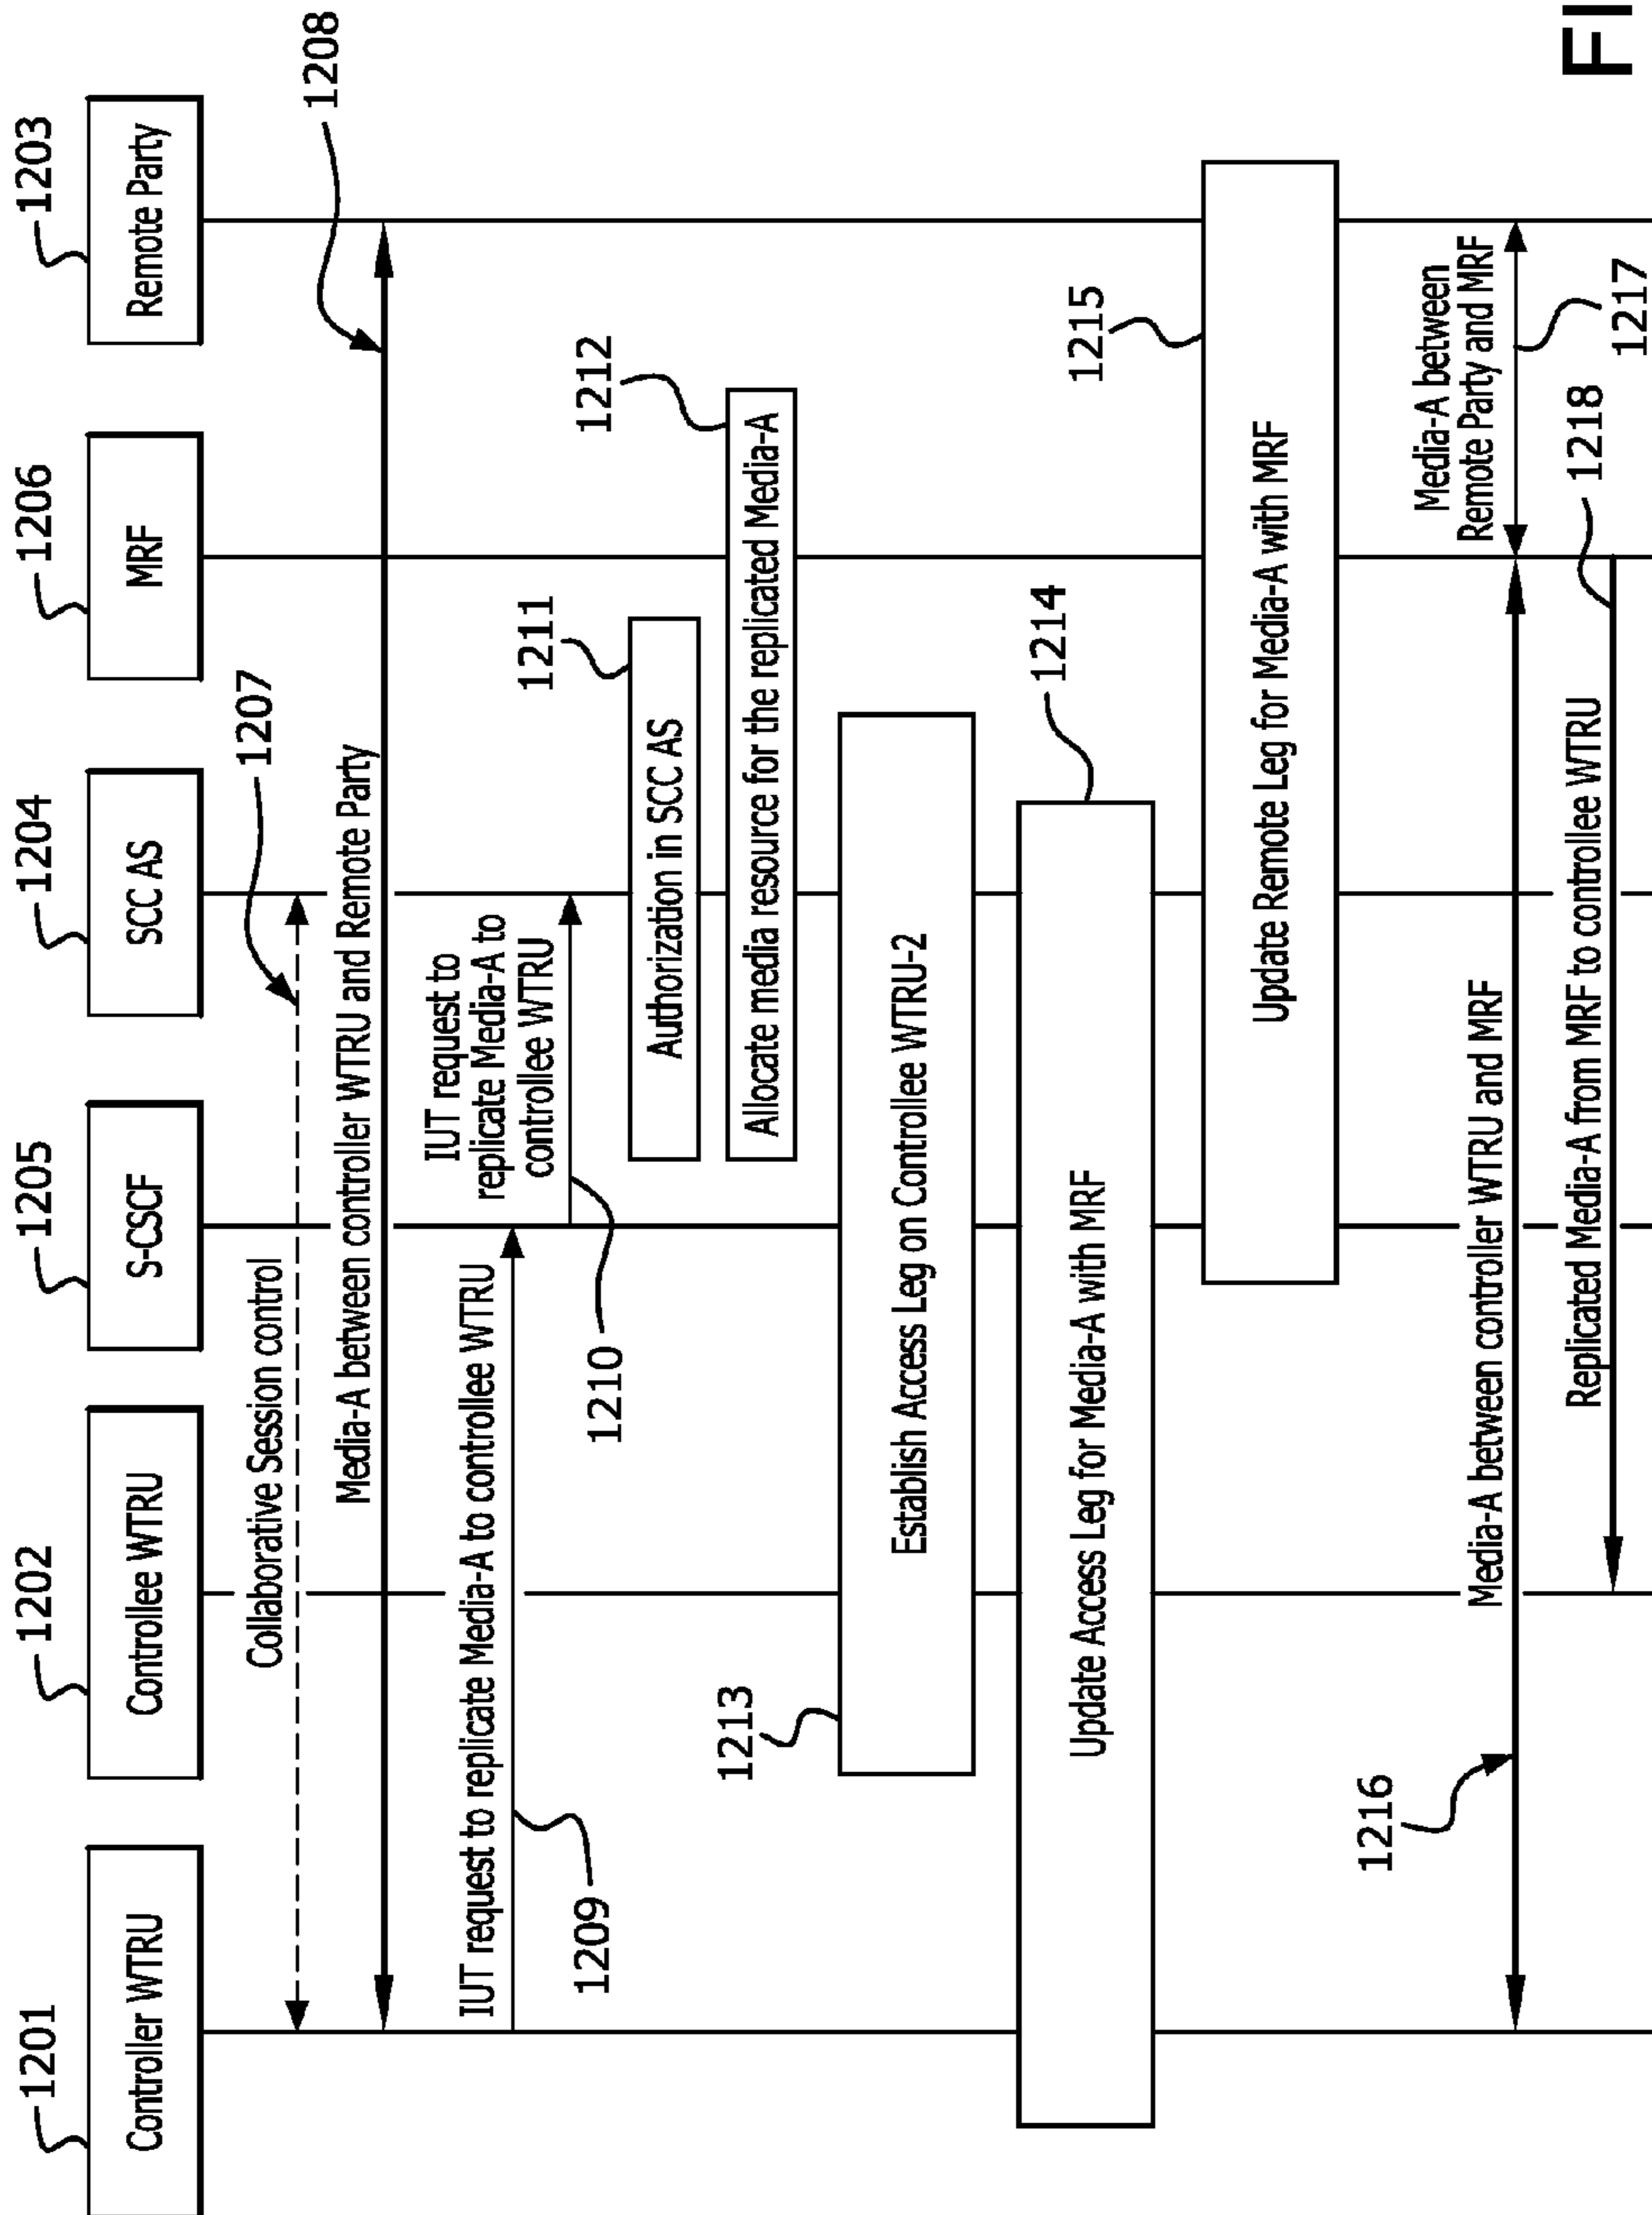 1201
1202
1205
1204
1206
1203
Controller WTRU
Controllee WTRU
S-CSCF
SCC AS
MRF
Remote Party
Collaborative Session control
1207
1208
Media-A between controller WTRU and Remote Party
IUT request to replicate Media-A to controllee WTRU
1209
IUT request to
replicate Media-A to
controllee WTRU
1210
1211
Authorization in SCC AS
1212
Allocate media resource for the replicated Media-A
1213
Establish Access Leg on Controllee WTRU-2
1214
Update Access Leg for Media-A with MRF
1215
Update Remote Leg for Media-A with MRF
1216
Media-A between controller WTRU and MRF
Media-A between
Remote Party and MRF
1217
Replicated Media-A from MRF to controllee WTRU
1218